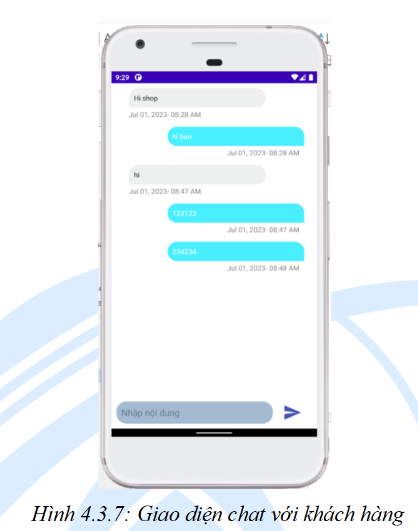 9:29
Hi shop
Jul 01, 2023- 08:28 AM
hi ban
Jul 01, 2023- 08:28 AM
hi
Jul 01, 2023- 08:47 AM
123123
Jul 01, 2023- 08:47 AM
234234
Jul 01, 2023- 08:48 AM
Nhập nội dung
Hình 4.3.7: Giao diện chat với khách hàng